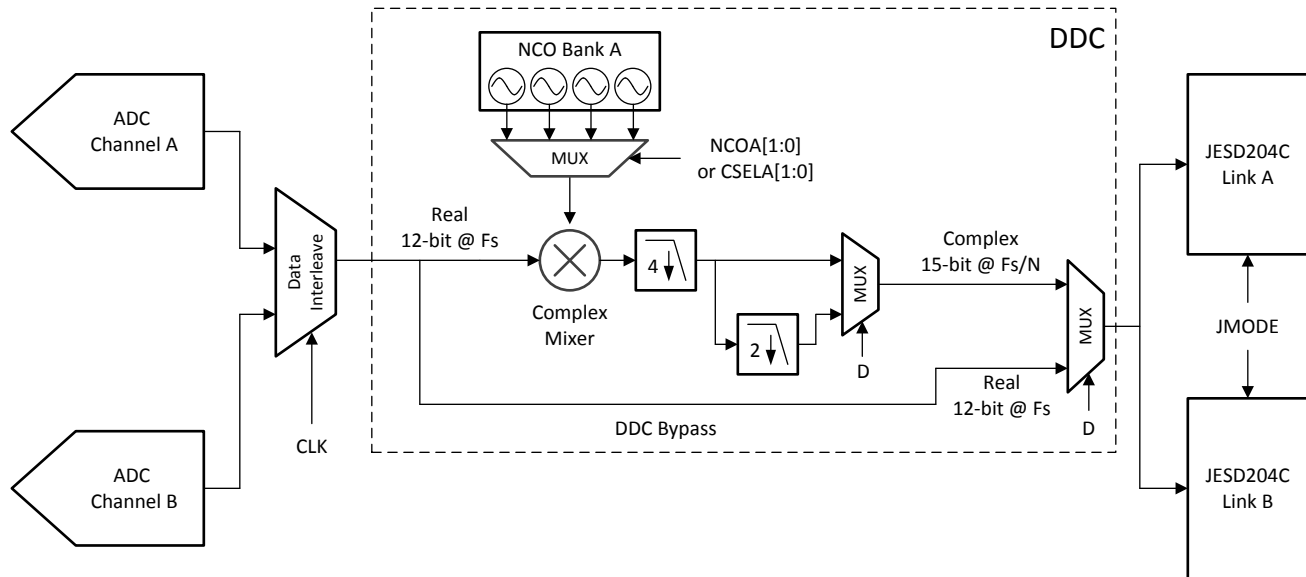 DDC
NCO Bank A
MUX
NCOA[1:0]
or CSELA[1:0]
ADC
Channel A
ADC
Channel B
Data
Interleave
CLK
Real
12-bit @ Fs
Complex
Mixer
4
2
MUX
D
Complex
15-bit @ Fs/N
Real
12-bit @ Fs
DDC Bypass
MUX
D
JESD204C
Link A
JMODE
JESD204C
Link B